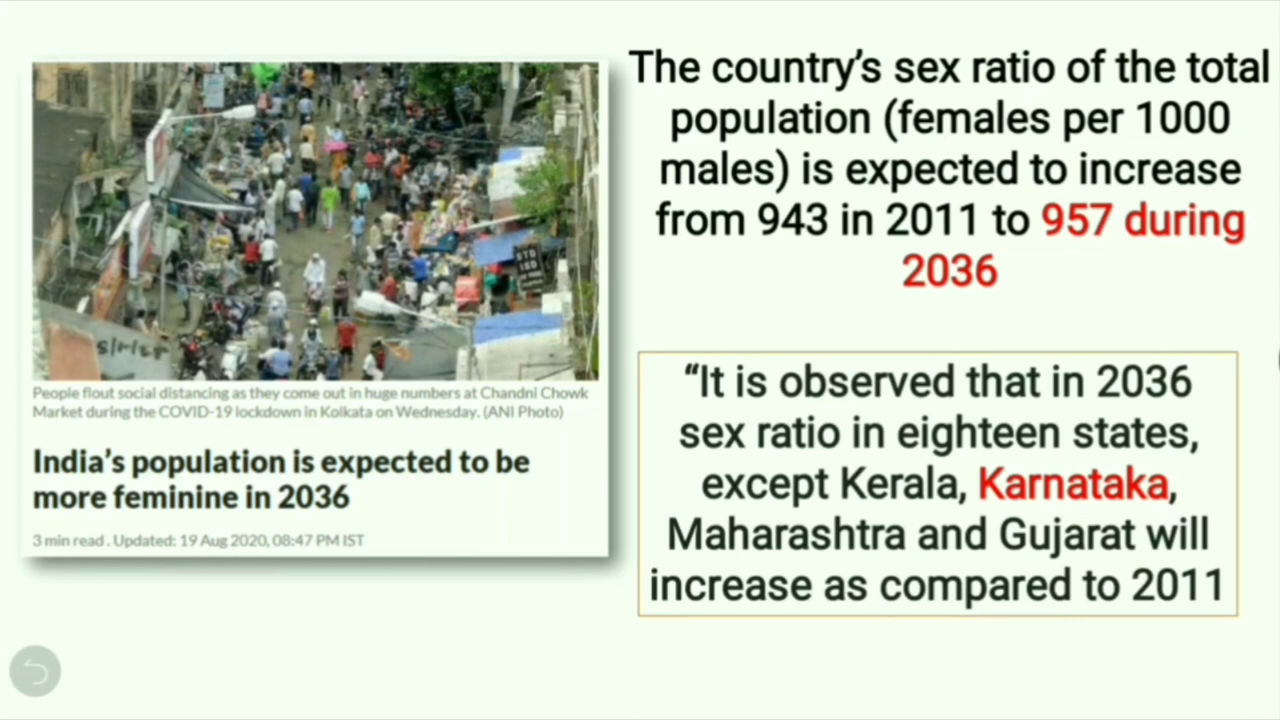 The country's sex ratio of the total
population (females per 1000
males) is expected to increase
from 943 in 2011 to 957 during
2036
STD
ISD
People flout social distancing as they come out in huge numbers at Chandni Chowk
Market during the COVID-19 lockdown in Kolkata on Wednesday. (ANI Photo)
India's population is expected to be
more feminine in 2036
3 min read . Updated: 19 Aug 2020, 08:47 PM IST
“It is observed that in 2036
sex ratio in eighteen states,
except Kerala, Karnataka,
Maharashtra and Gujarat will
increase as compared to 2011